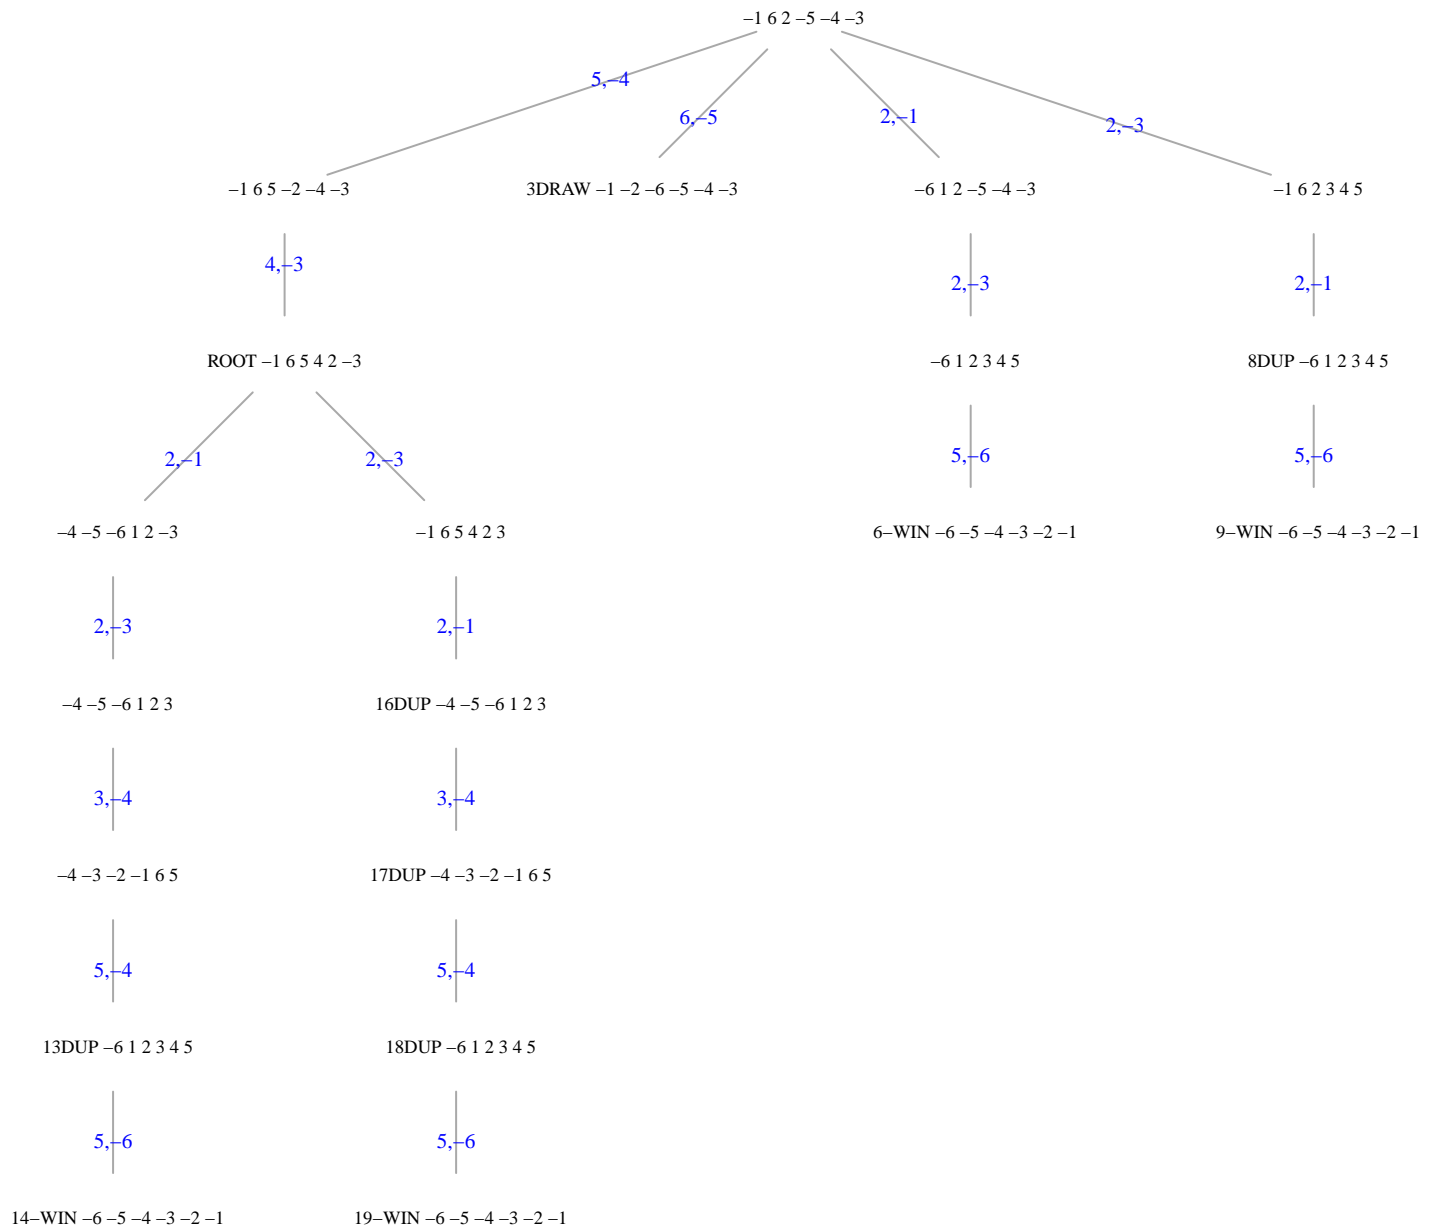 –1 6 2 –5 –4 –3
5,–4
6,–5
2,–1
2,–3
–1 6 5 –2 –4 –3
3DRAW –1 –2 –6 –5 –4 –3
–6 1 2 –5 –4 –3
–1 6 2 3 4 5
4,–3
2,–3
2,–1
ROOT –1 6 5 4 2 –3
–6 1 2 3 4 5
8DUP –6 1 2 3 4 5
2,–1
2,–3
5,–6
5,–6
–4 –5 –6 1 2 –3
–1 6 5 4 2 3
6–WIN –6 –5 –4 –3 –2 –1
9–WIN –6 –5 –4 –3 –2 –1
2,–3
2,–1
–4 –5 –6 1 2 3
16DUP –4 –5 –6 1 2 3
3,–4
3,–4
–4 –3 –2 –1 6 5
17DUP –4 –3 –2 –1 6 5
5,–4
5,–4
13DUP –6 1 2 3 4 5
18DUP –6 1 2 3 4 5
5,–6
5,–6
14–WIN –6 –5 –4 –3 –2 –1
19–WIN –6 –5 –4 –3 –2 –1